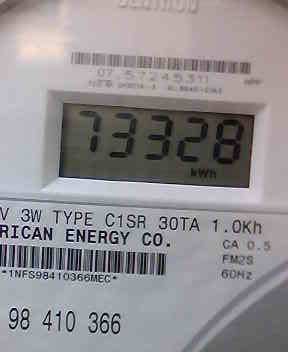 CENTRON
07.57245311
73328
kWh
V 3W TYPE C1SR 30TA 1.0Kh
RICAN ENERGY CO.
CA 0.5
FM2S
60Hz
*1NFS98410366MEC*
98 410 366